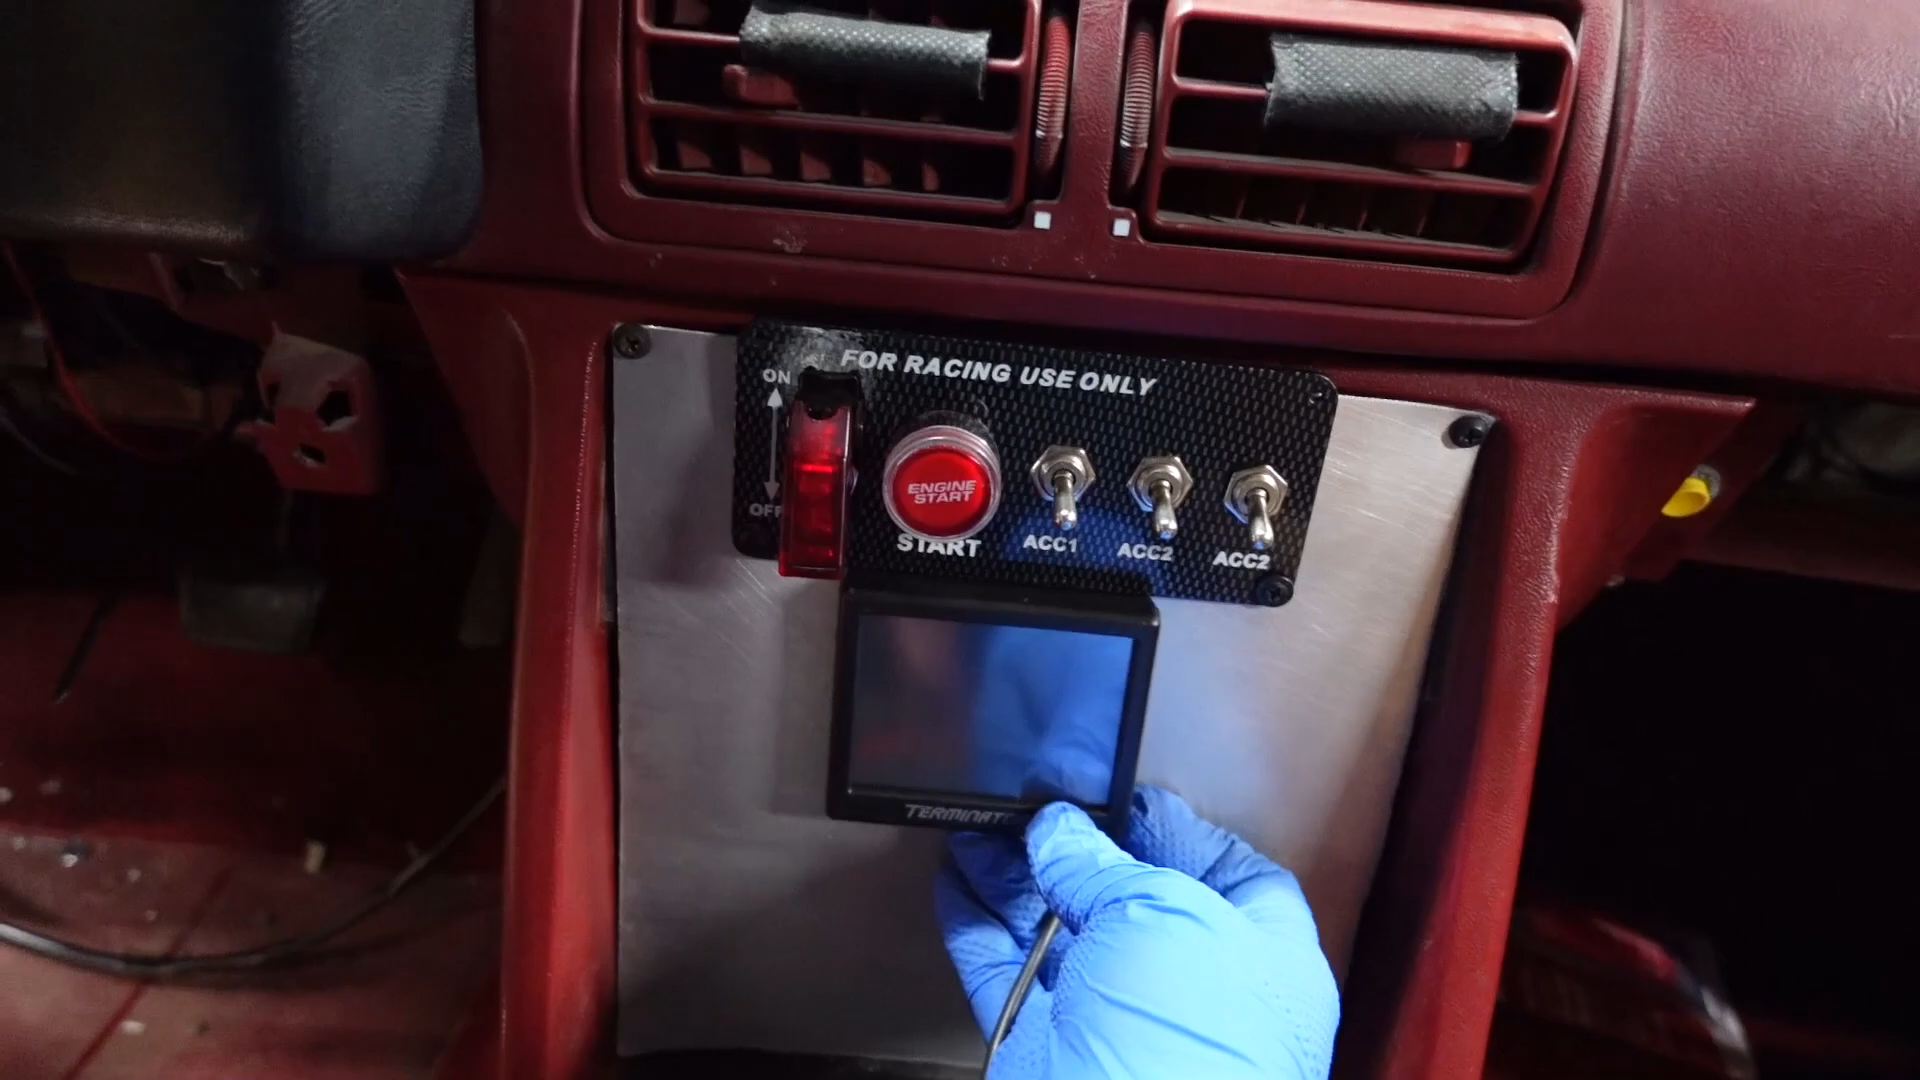 FOR RACING USE ONLY
ON
OFF
ENGINE
START
START
ACC1
ACC2
ACC2